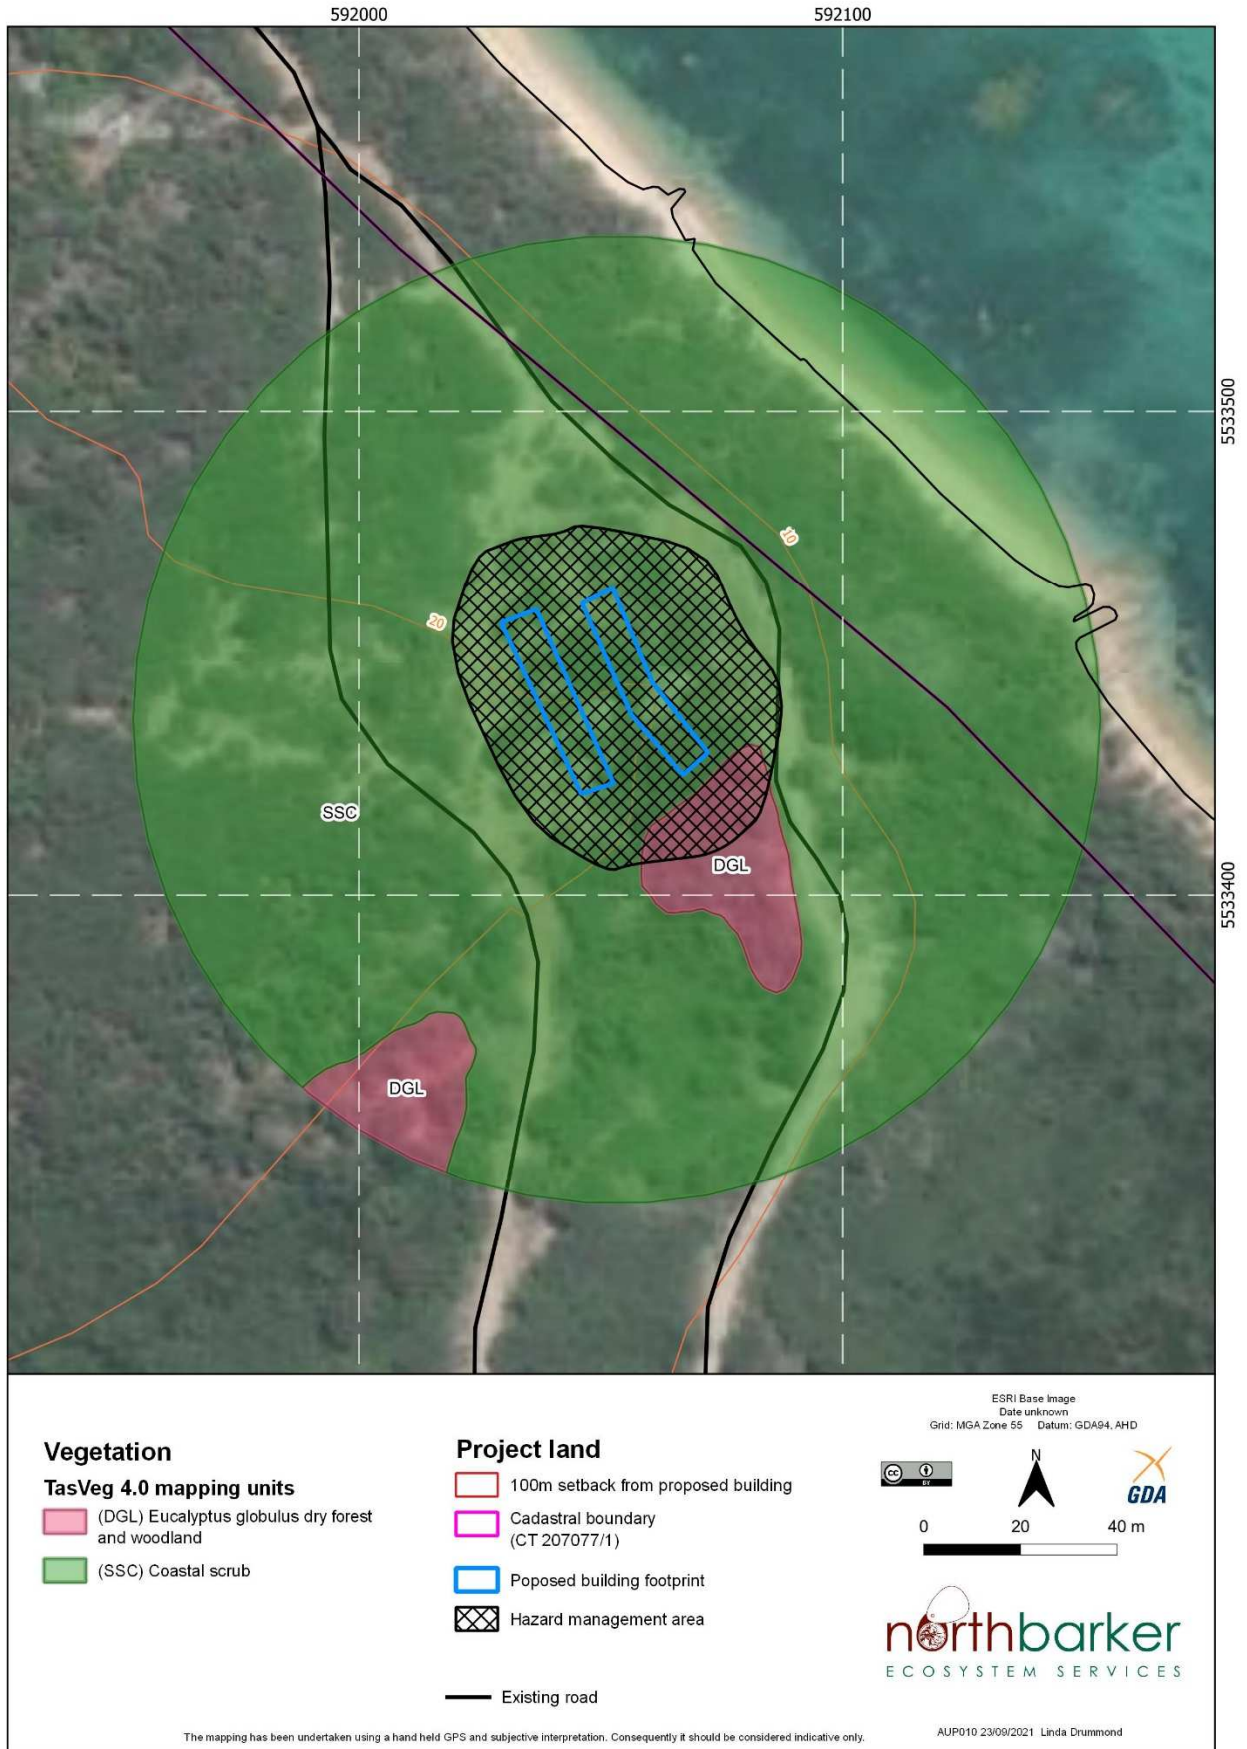 592000
592100
5533500
10
20
SSC
DGL
5533400
DGL
Vegetation
TasVeg 4.0 mapping units
(DGL) Eucalyptus globulus dry forest
and woodland
(SSC) Coastal scrub
Project land
100m setback from proposed building
Cadastral boundary
(CT 207077/1)
Poposed building footprint
Hazard management area
Existing road
ESRI Base Image
Date unknown
Grid: MGA Zone 55 Datum: GDA94, AHD
cc
BY
N
GDA
0 20 40 m
northbarker
ECOSYSTEM SERVICES
The mapping has been undertaken using a hand held GPS and subjective interpretation. Consequently it should be considered indicative only.
AUP010 23/09/2021 Linda Drummond